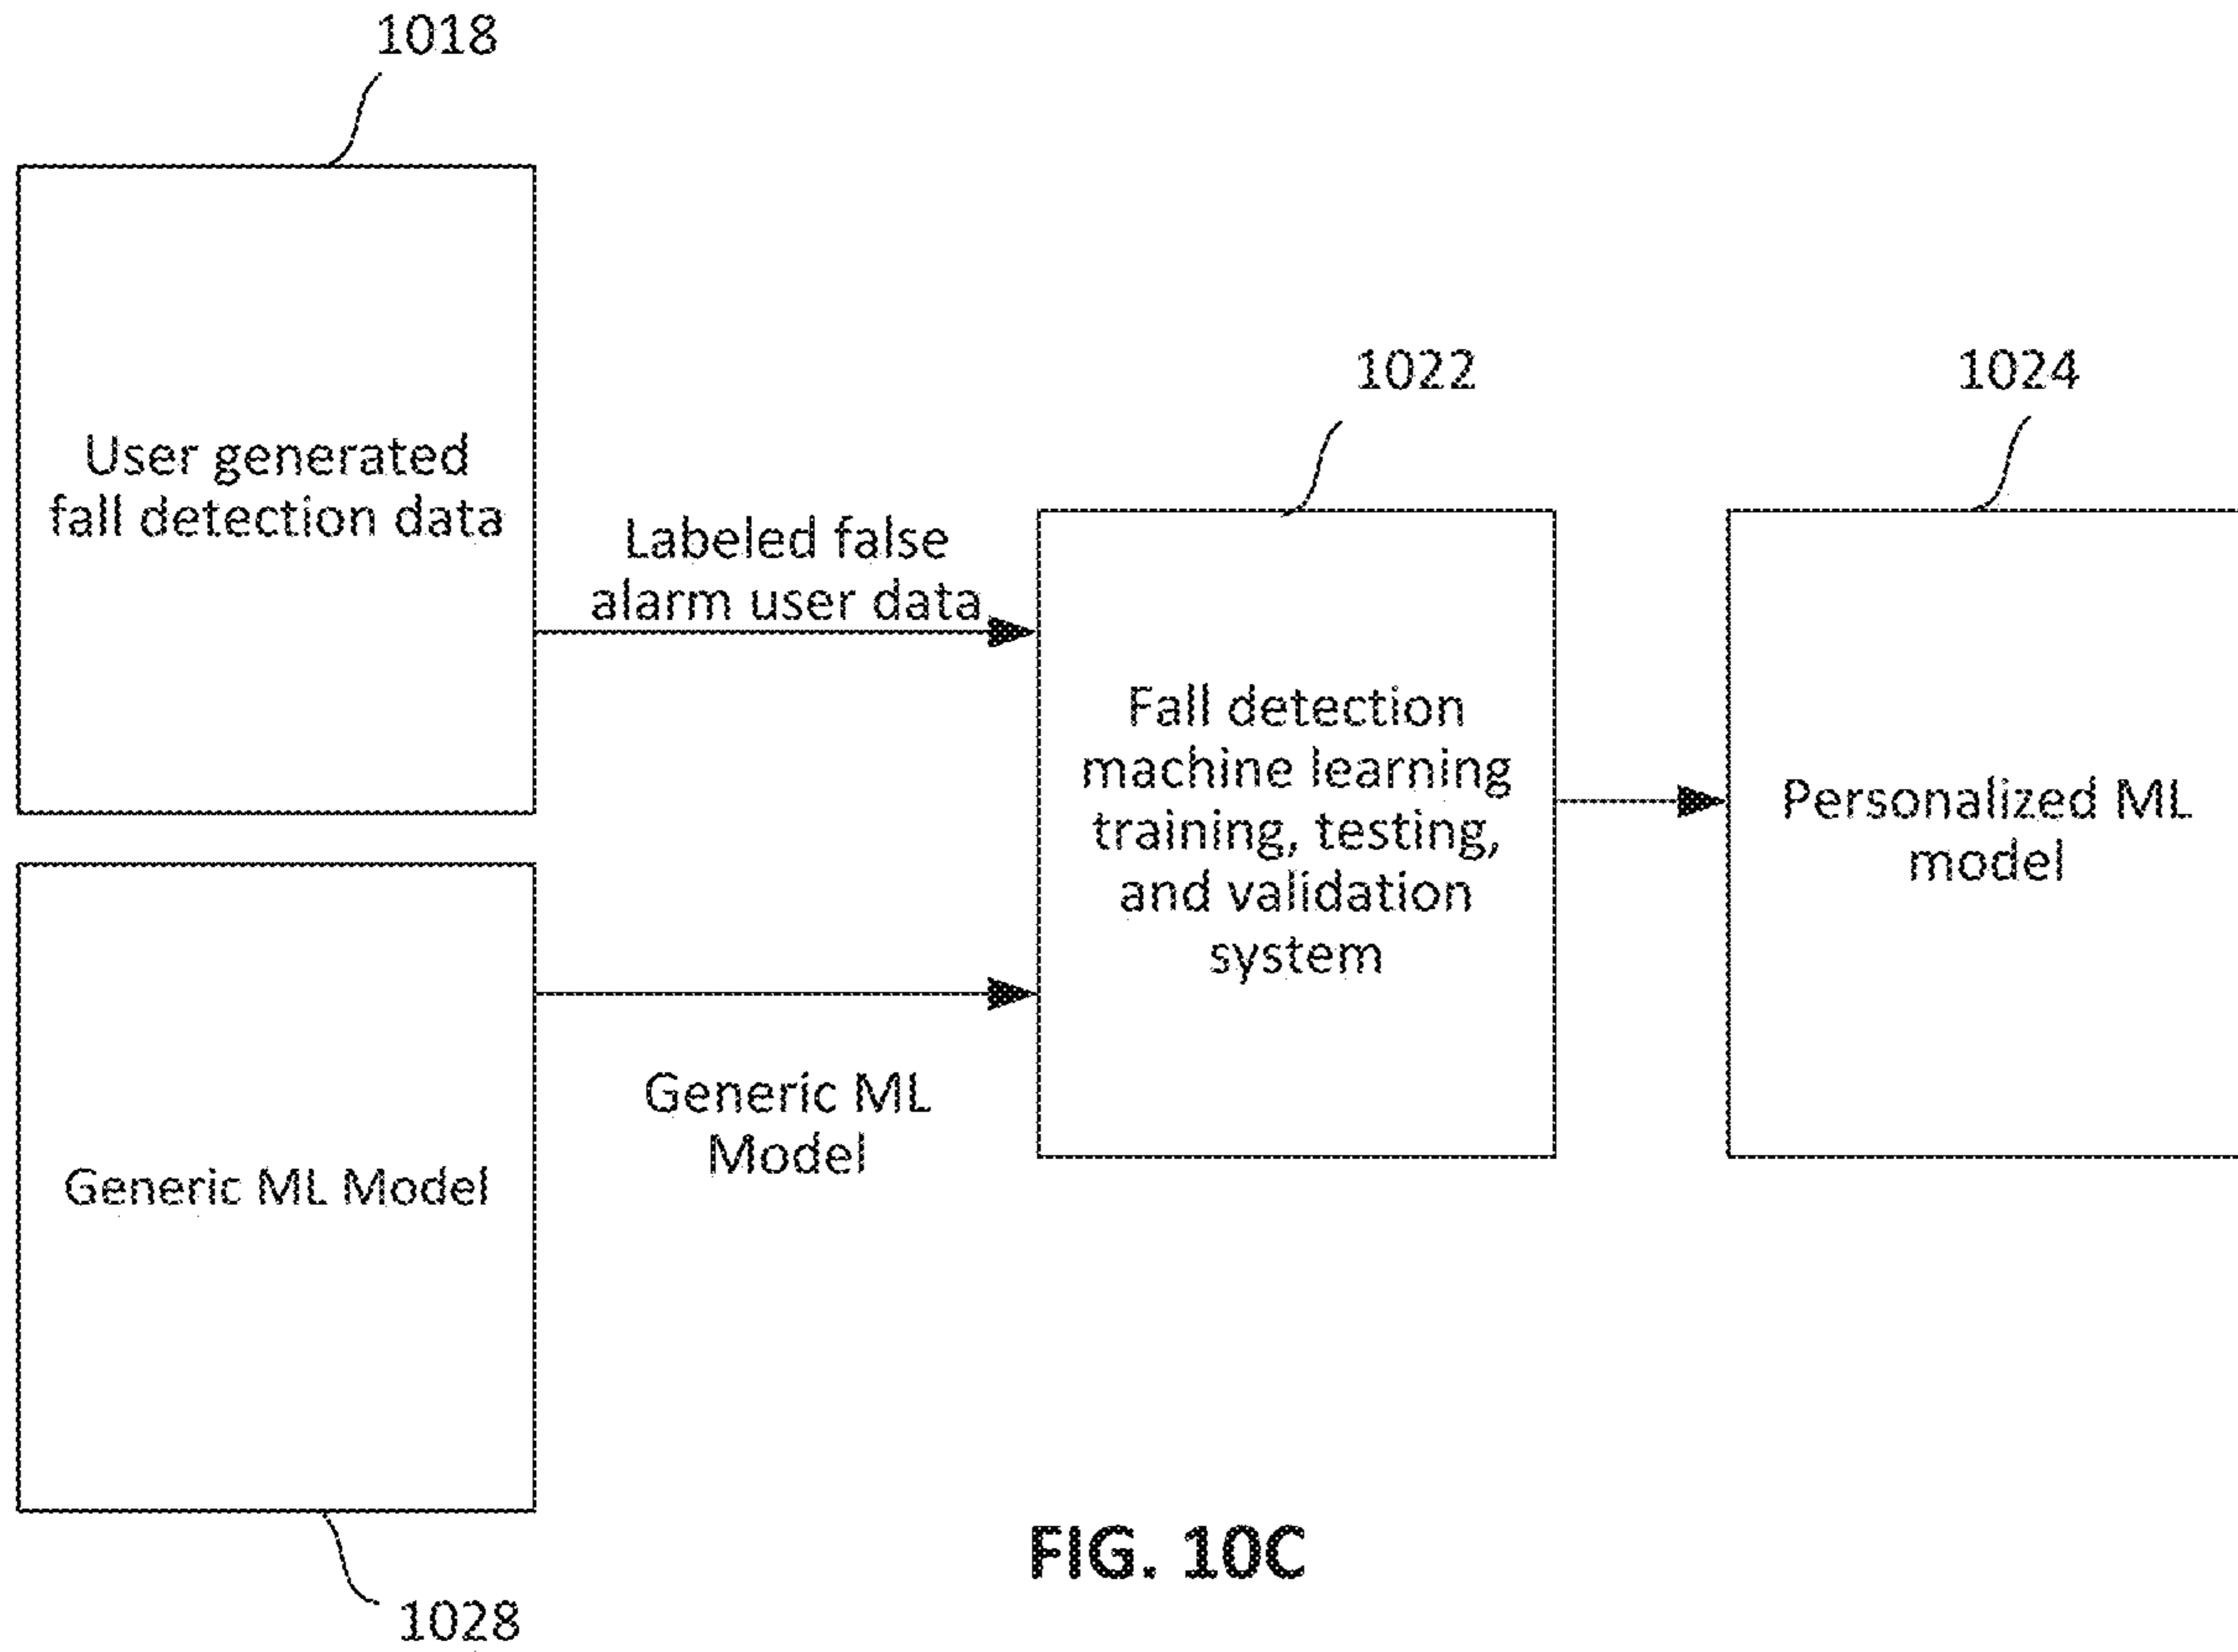 1018
User generated
fall detection data
Labeled false
alarm user data
1022
Fall detection
machine learning
training, testing,
and validation
system
1024
Personalized ML
model
Generic ML Model
Generic ML
Model
1028
FIG. 10C